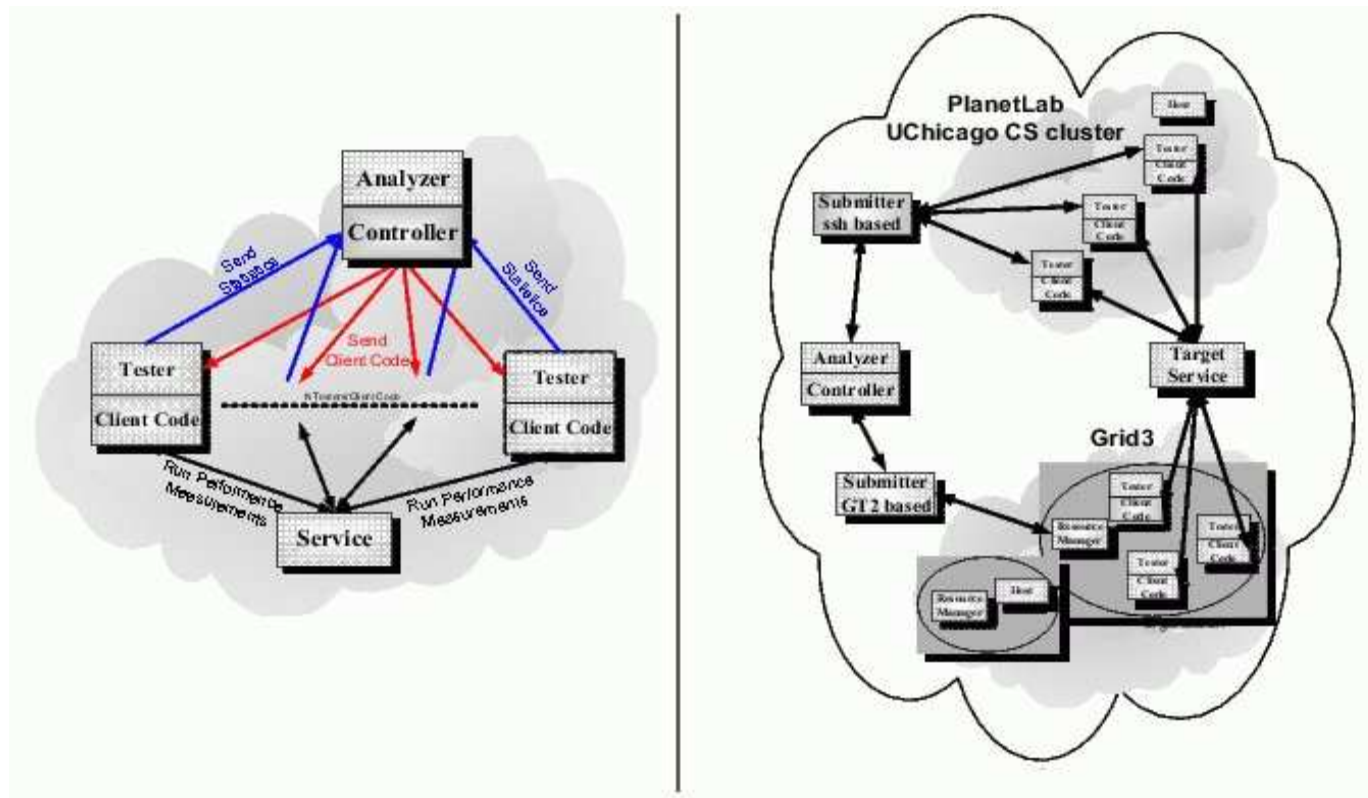 Analyzer
Controller
Send
Statistics
Send
Statistics
Send
Client Code
Tester
Client Code
Tester
Client Code
N Testers/Client Code
Run Performance
Measurements
Run Performance
Measurements
Service
PlanetLab
UChicago CS cluster
Host
Tester
Client
Code
Submitter
ssh based
Tester
Client
Code
Tester
Client
Code
Analyzer
Controller
Target
Service
Grid3
Submitter
GT2 based
Tester
Client
Code
Resource
Manager
Tester
Client
Code
Tester
Client
Code
Resource
Manager
Host